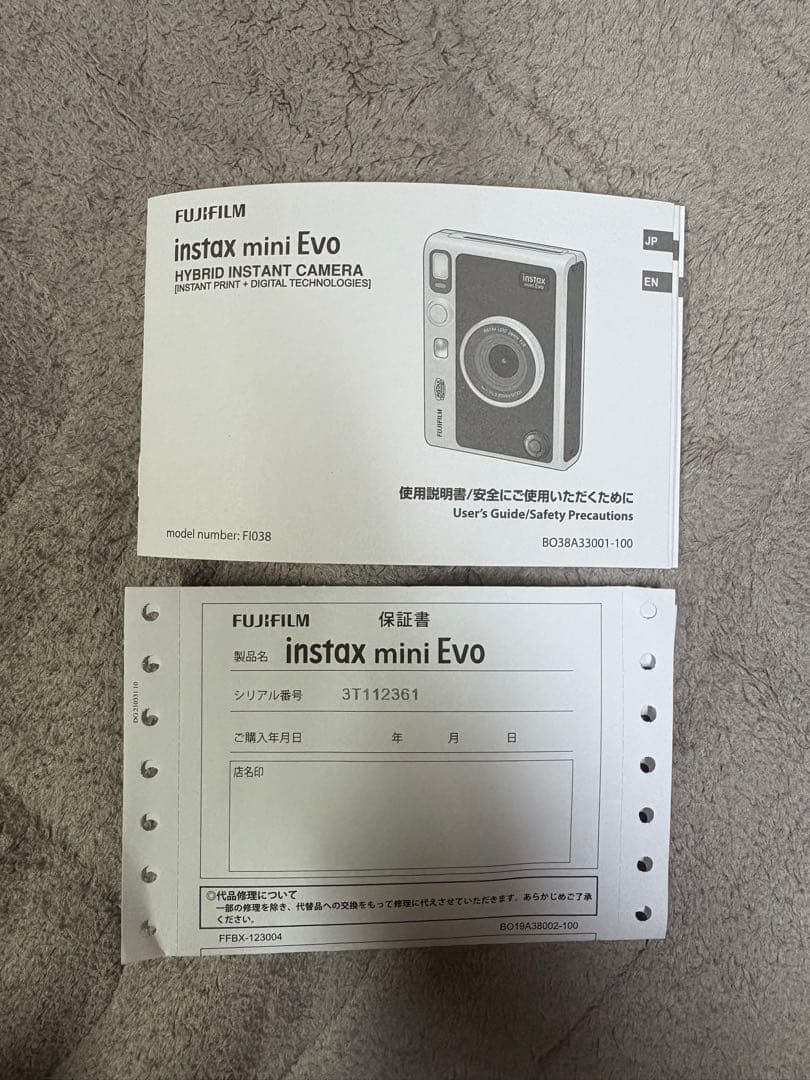 FUJIFILM
instax mini Evo
HYBRID INSTANT CAMERA
[INSTANT PRINT + DIGITAL TECHNOLOGIES]
JP
EN
instax
mini Evo
FUJIFILM
使用説明書/安全にご使用いただくために
User's Guide/Safety Precautions
model number: FI038
BO38A33001-100
FUJIFILM 保証書
製品名 instax mini Evo
シリアル番号 3T112361
ご購入年月日 年 月 日
店名印
◎代品修理について
一部の修理を除き、代替品への交換をもって修理に代えさせていただきます。あらかじめご了承
ください。
FFBX-123004
BO19A38002-100